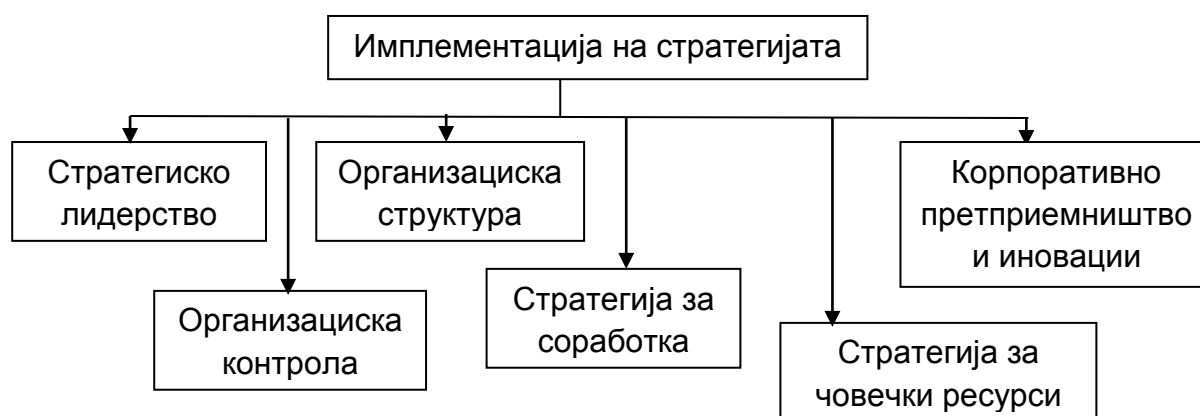 Имплементација на стратегијата
Стратегиско
лидерство
Организациска
структура
Корпоративно
претприемништво
и иновации
Организациска
контрола
Стратегија за
соработка
Стратегија за
човечки ресурси